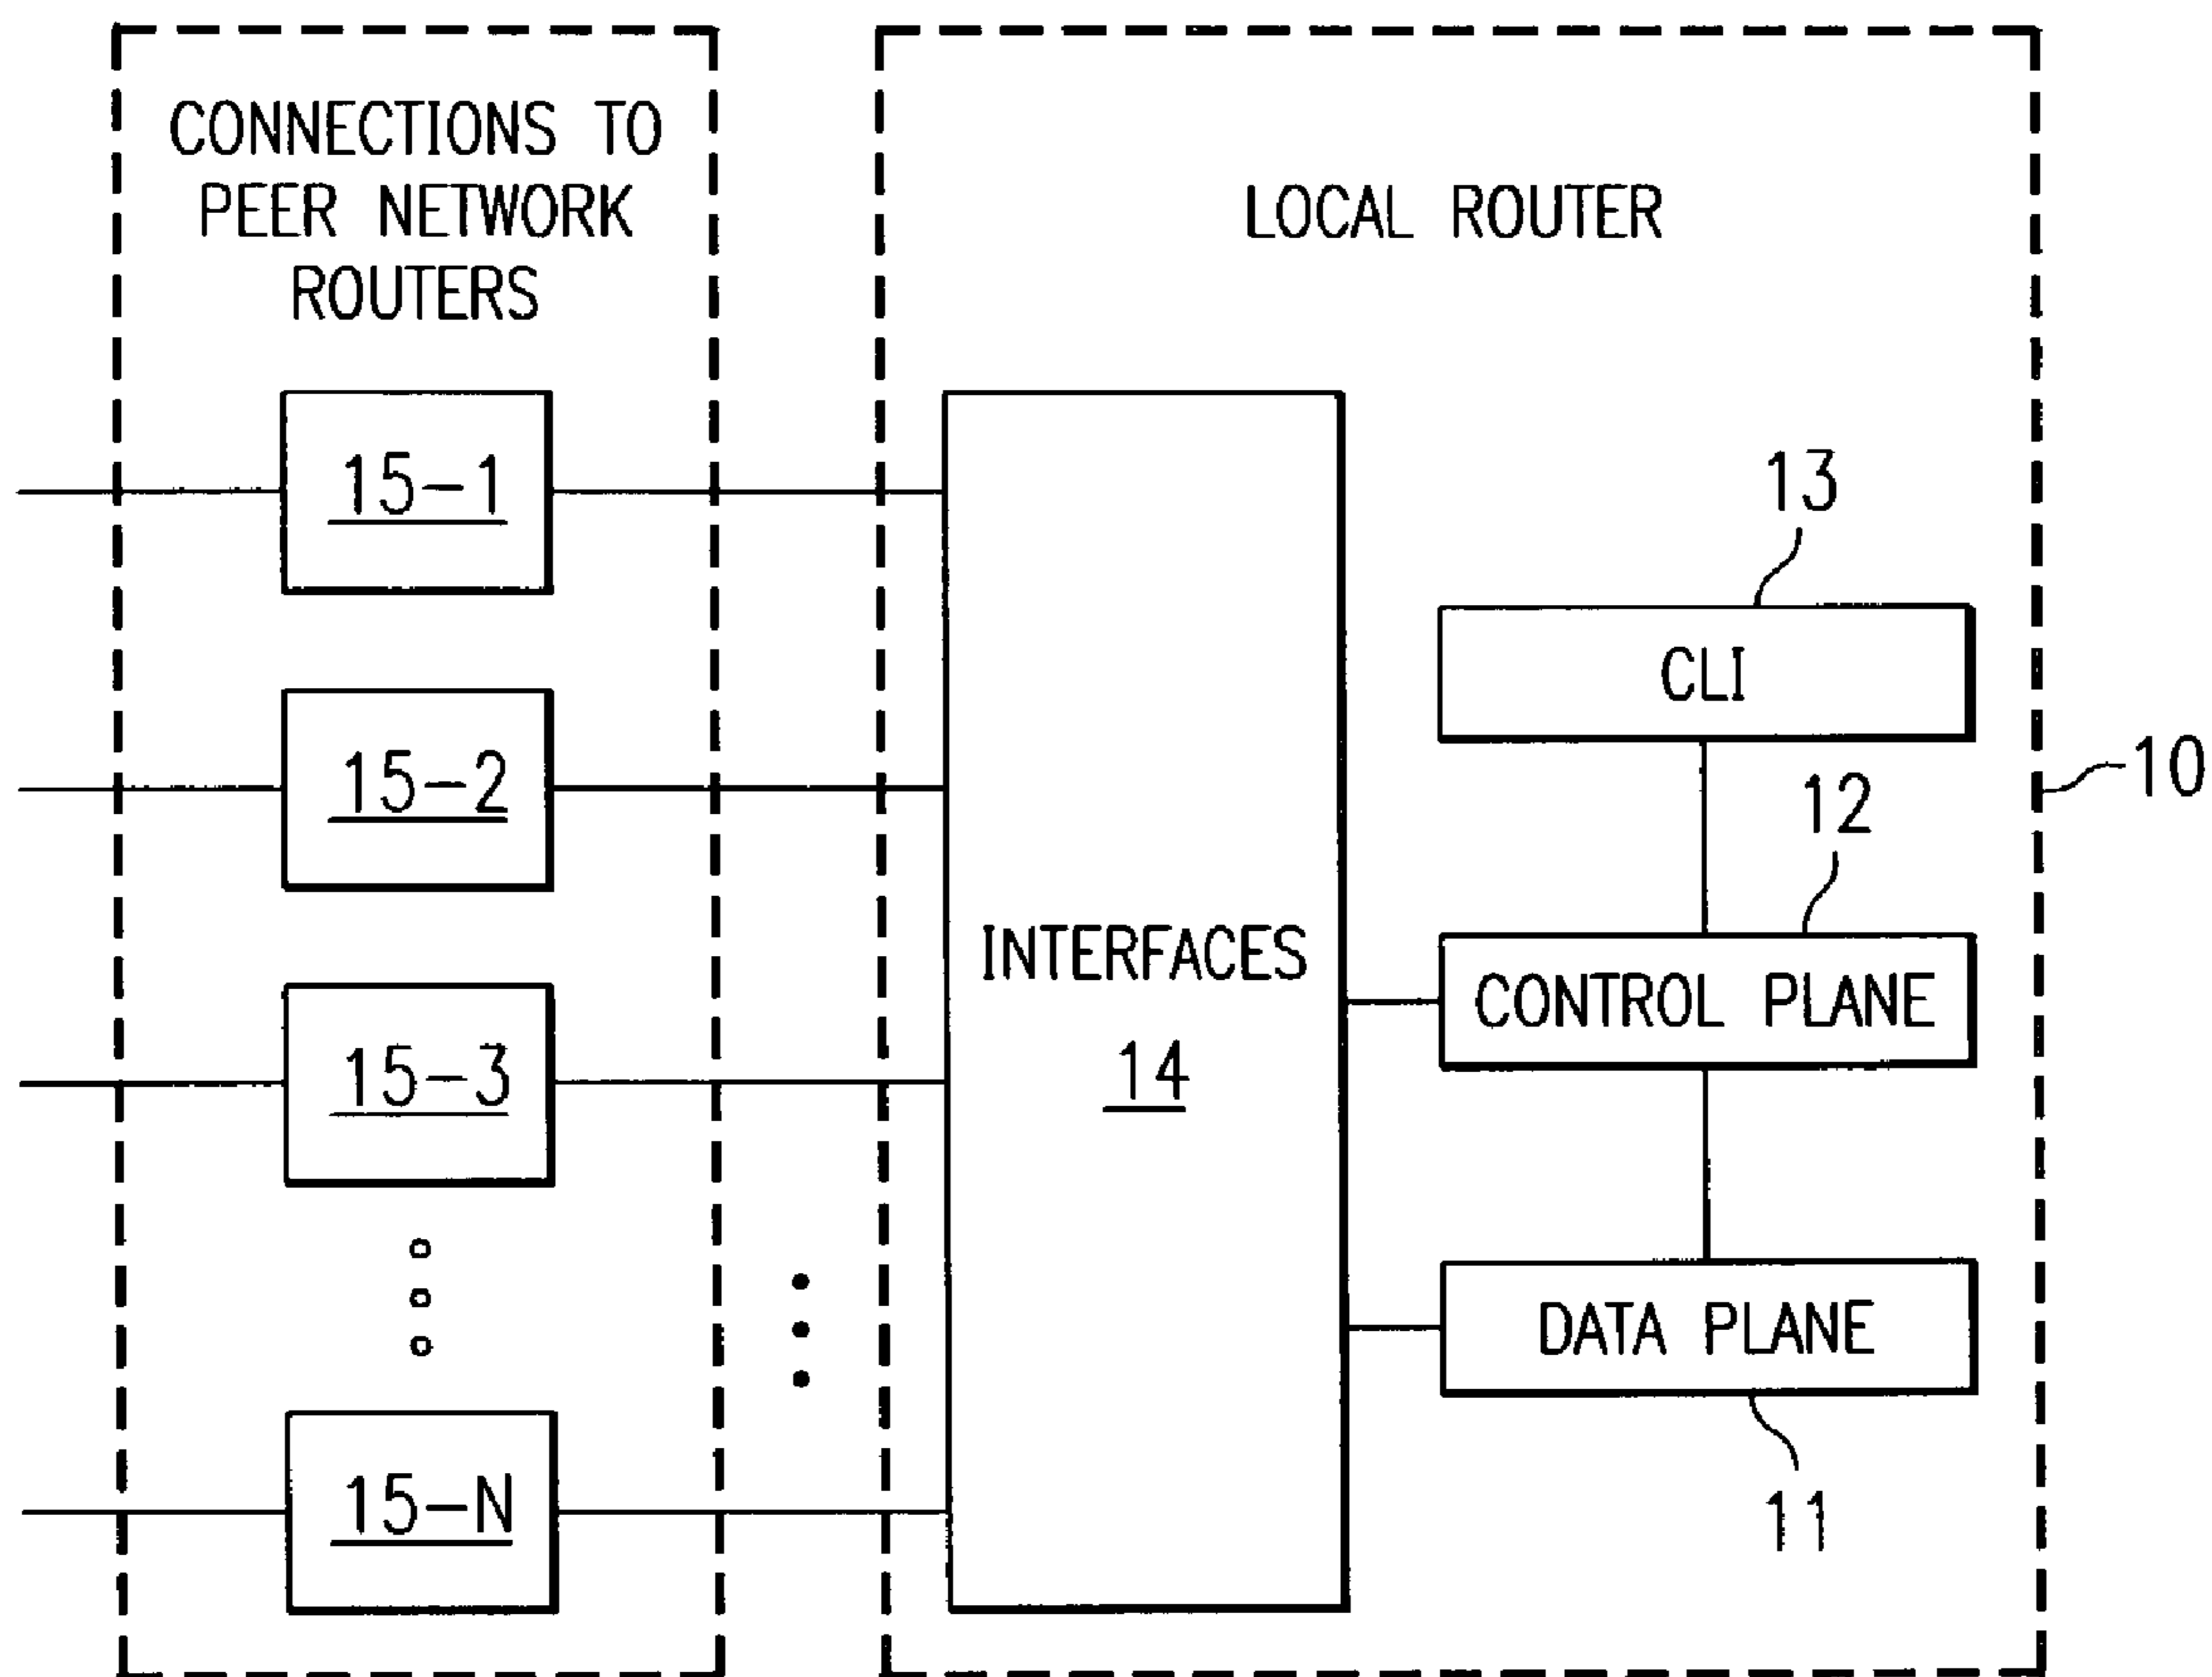 CONNECTIONS TO
PEER NETWORK
ROUTERS
LOCAL ROUTER
15-1
15-2
15-3
15-N
INTERFACES
14
13
CLI
12
CONTROL PLANE
DATA PLANE
11
10